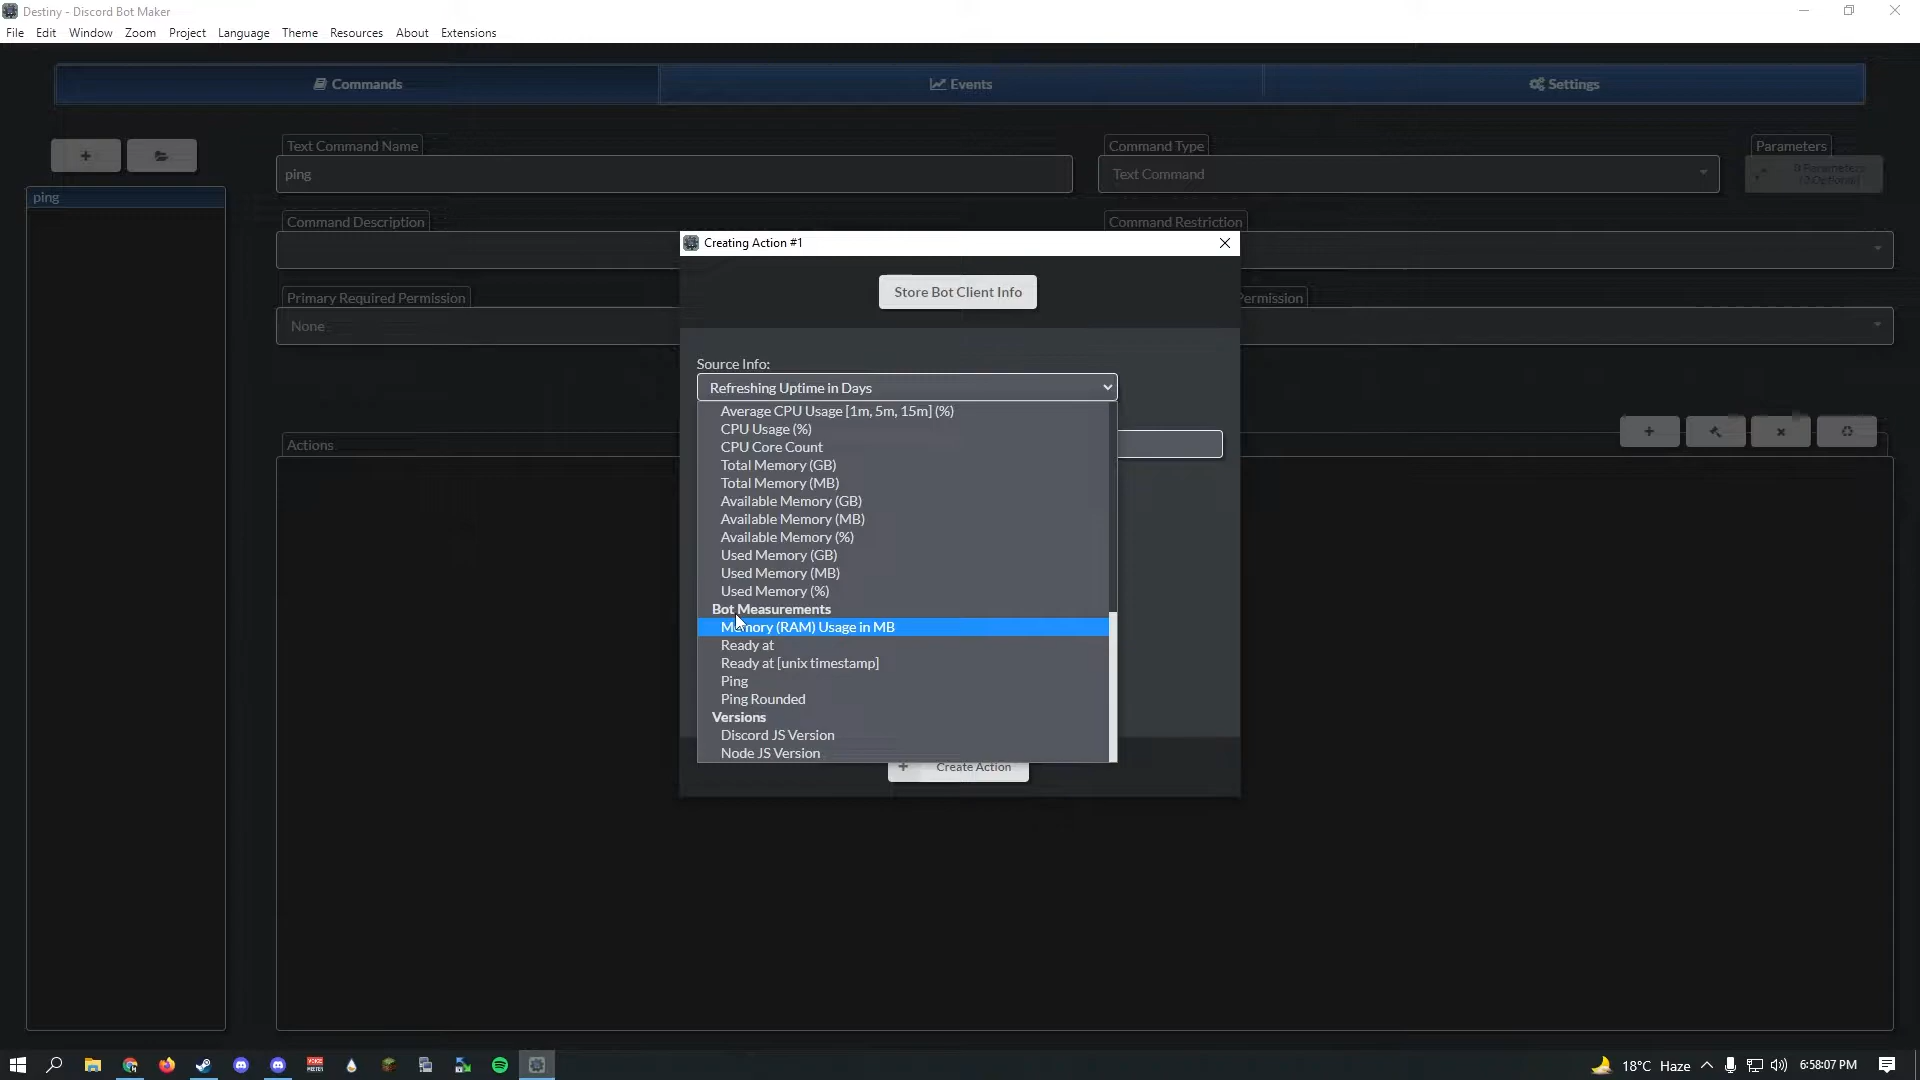 Destiny - Discord Bot Maker
File Edit Window Zoom Project Language Theme Resources About Extensions
Commands Events Settings
Text Command Name
Command Type
Parameters
ping
Text Command
0 Parameters
(0 Optional)
ping
Command Description
Command Restriction
Creating Action #1
Store Bot Client Info
Primary Required Permission
Permission
None
Source Info:
Refreshing Uptime in Days
Average CPU Usage [1m, 5m, 15m] (%)
CPU Usage (%)
CPU Core Count
Total Memory (GB)
Total Memory (MB)
Available Memory (GB)
Available Memory (MB)
Available Memory (%)
Used Memory (GB)
Used Memory (MB)
Used Memory (%)
Bot Measurements
Memory (RAM) Usage in MB
Ready at
Ready at [unix timestamp]
Ping
Ping Rounded
Versions
Discord JS Version
Node JS Version
Create Action
Actions
18°C Haze 6:58:07 PM